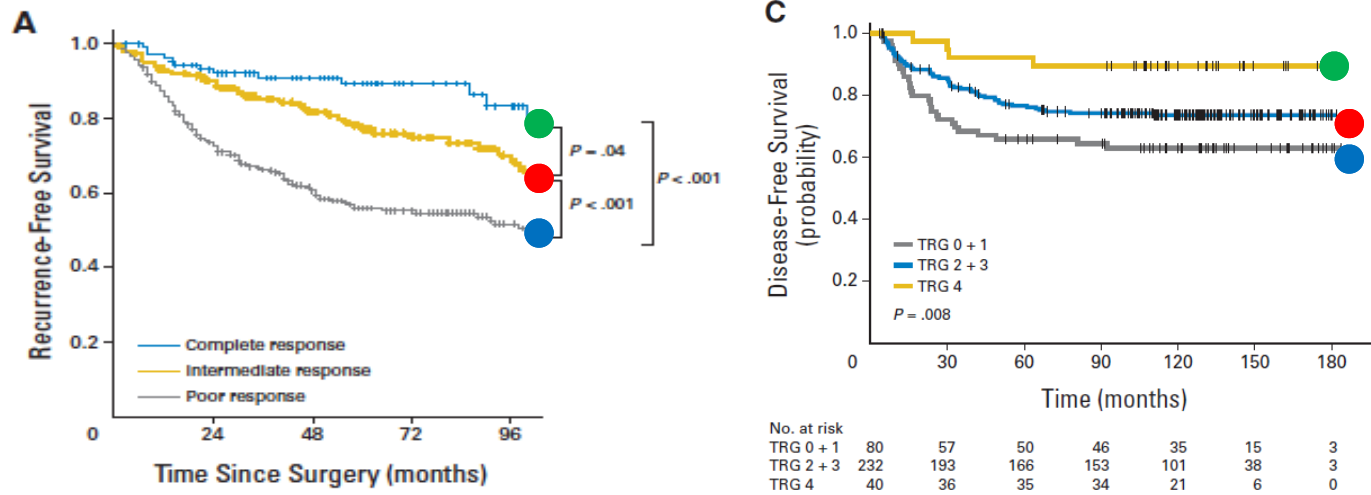 A
Recurrence-Free Survival
1.0
0.8
0.6
0.4
0.2
0
24
48
72
96
Time Since Surgery (months)
P = .04
P < .001
P < .001
Complete response
Intermediate response
Poor response
C
Disease-Free Survival
(probability)
1.0
0.8
0.6
0.4
0.2
0
30
60
90
120
150
180
Time (months)
TRG 0 + 1
TRG 2 + 3
TRG 4
P = .008
No. at risk
TRG 0 + 1 80 57 50 46 35 15 3
TRG 2 + 3 232 193 166 153 101 38 3
TRG 4 40 36 35 34 21 6 0